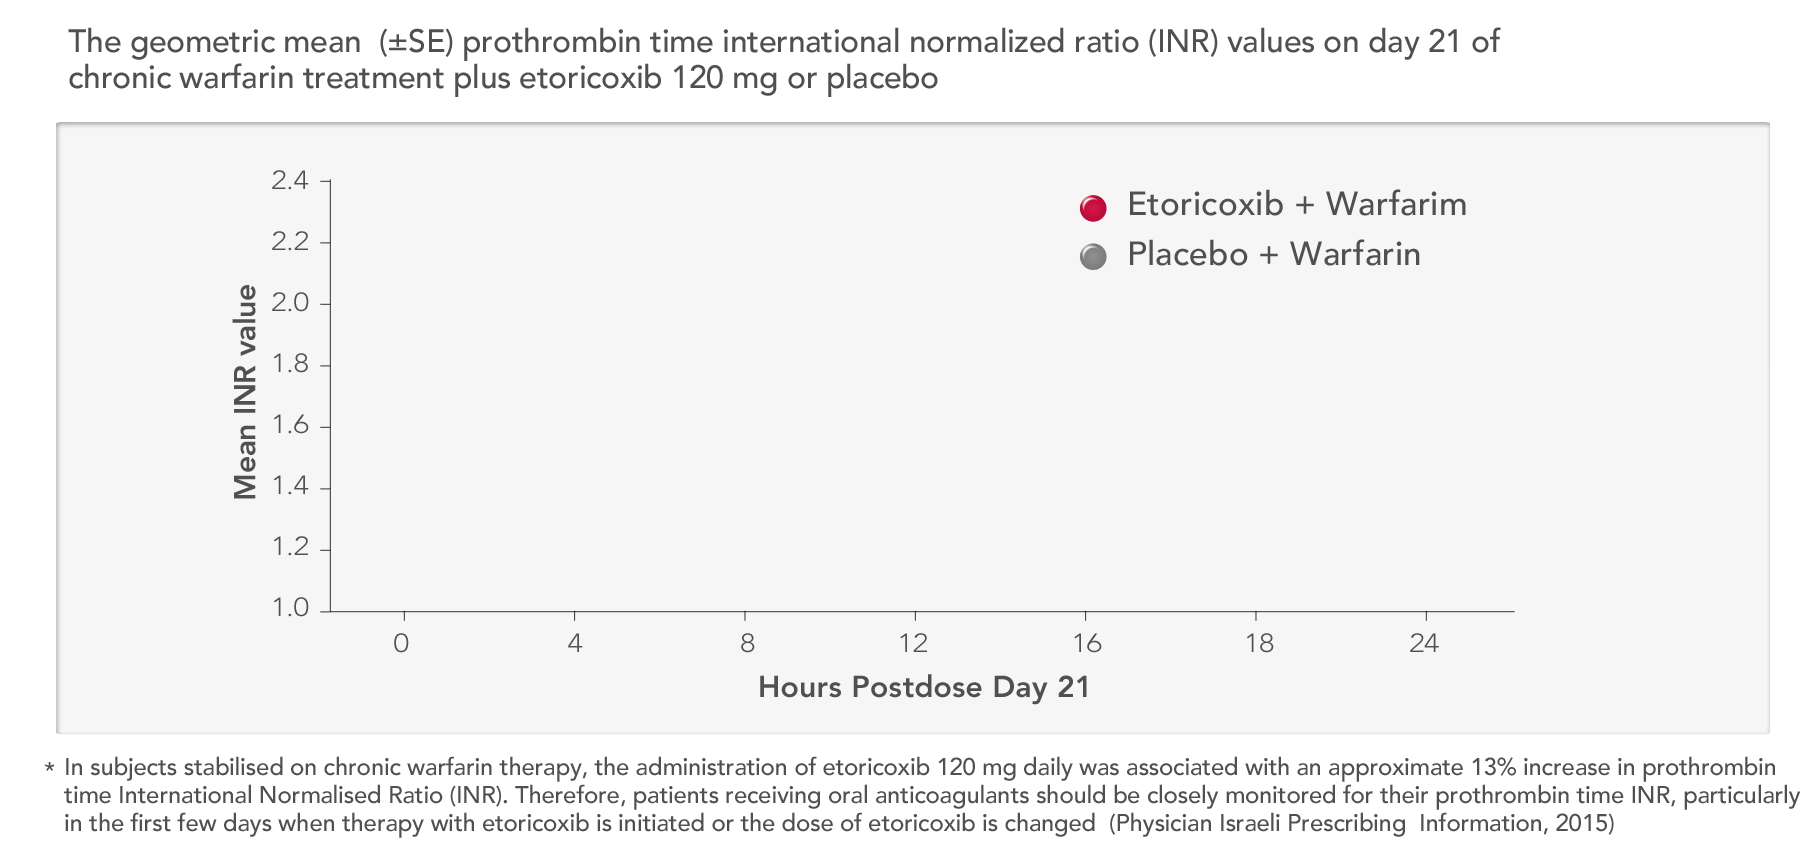 The geometric mean (±SE) prothrombin time international normalized ratio (INR) values on day 21 of
chronic warfarin treatment plus etoricoxib 120 mg or placebo
Etoricoxib + Warfarim
Placebo + Warfarin
Mean INR value
2.4
2.2
2.0
1.8
1.6
1.4
1.2
1.0
0 4 8 12 16 18 24
Hours Postdose Day 21
* In subjects stabilised on chronic warfarin therapy, the administration of etoricoxib 120 mg daily was associated with an approximate 13% increase in prothrombin
time International Normalised Ratio (INR). Therefore, patients receiving oral anticoagulants should be closely monitored for their prothrombin time INR, particularly
in the first few days when therapy with etoricoxib is initiated or the dose of etoricoxib is changed (Physician Israeli Prescribing Information, 2015)